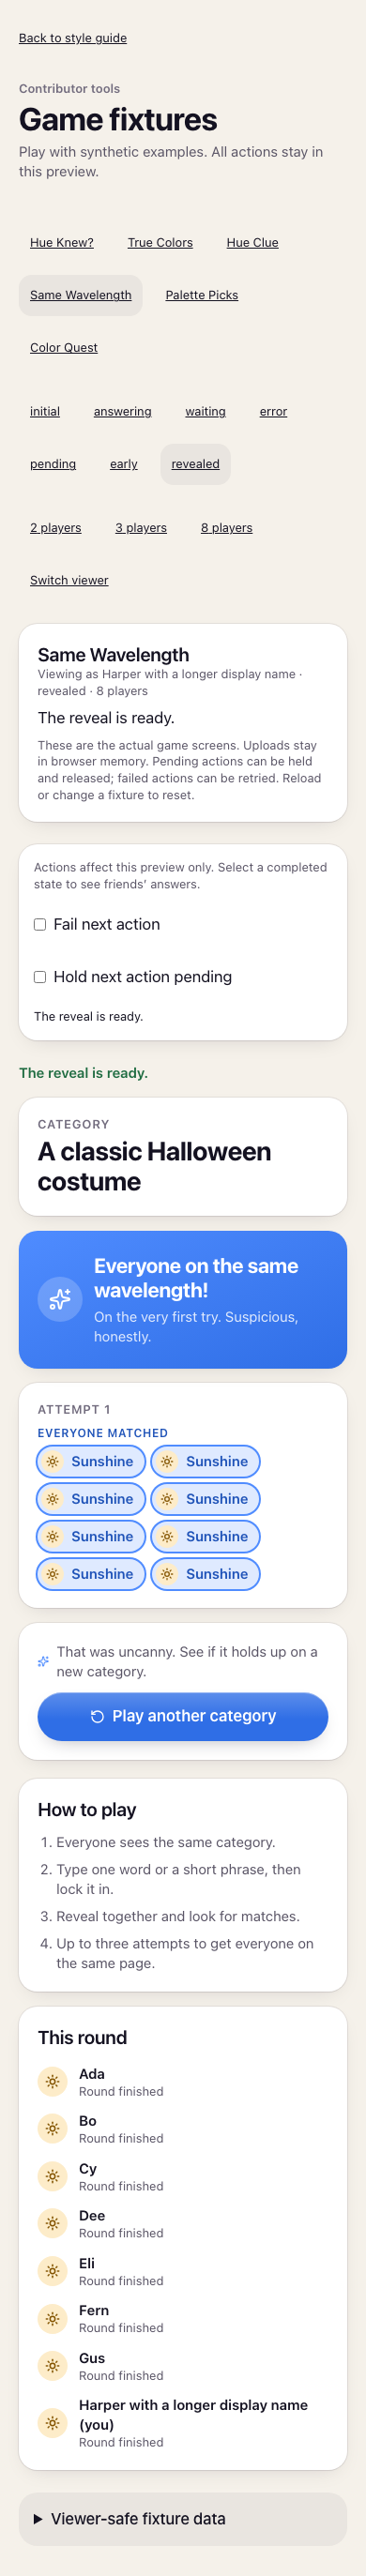 Back to style guide
Contributor tools
Game fixtures
Play with synthetic examples. All actions stay in
this preview.
Hue Knew? True Colors Hue Clue
Same Wavelength Palette Picks
Color Quest
initial answering waiting error
pending early revealed
2 players 3 players 8 players
Switch viewer
Same Wavelength
Viewing as Harper with a longer display name ·
revealed · 8 players
The reveal is ready.
These are the actual game screens. Uploads stay
in browser memory. Pending actions can be held
and released; failed actions can be retried. Reload
or change a fixture to reset.
Actions affect this preview only. Select a completed
state to see friends’ answers.
Fail next action
Hold next action pending
The reveal is ready.
The reveal is ready.
CATEGORY
A classic Halloween
costume
Everyone on the same
wavelength!
On the very first try. Suspicious,
honestly.
ATTEMPT 1
EVERYONE MATCHED
Sunshine Sunshine
Sunshine Sunshine
Sunshine Sunshine
Sunshine Sunshine
That was uncanny. See if it holds up on a
new category.
Play another category
How to play
1. Everyone sees the same category.
2. Type one word or a short phrase, then
lock it in.
3. Reveal together and look for matches.
4. Up to three attempts to get everyone on
the same page.
This round
Ada
Round finished
Bo
Round finished
Cy
Round finished
Dee
Round finished
Eli
Round finished
Fern
Round finished
Gus
Round finished
Harper with a longer display name
(you)
Round finished
Viewer-safe fixture data